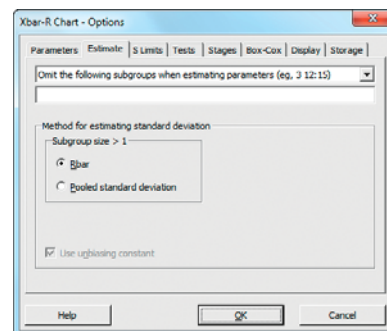 Xbar-R Chart - Options
Parameters Estimate S Limits Tests Stages Box-Cox Display Storage
Omit the following subgroups when estimating parameters (eg, 3 12:15)
Method for estimating standard deviation
Subgroup size > 1
Rbar
Pooled standard deviation
Use unbiasing constant
Help OK Cancel